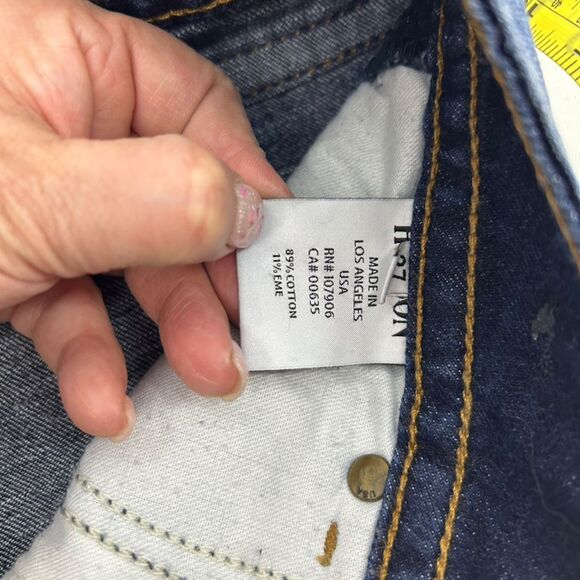 MADE IN
LOS ANGELES
USA
RN# 107906
CA# 00635
89% COTTON
11% EME